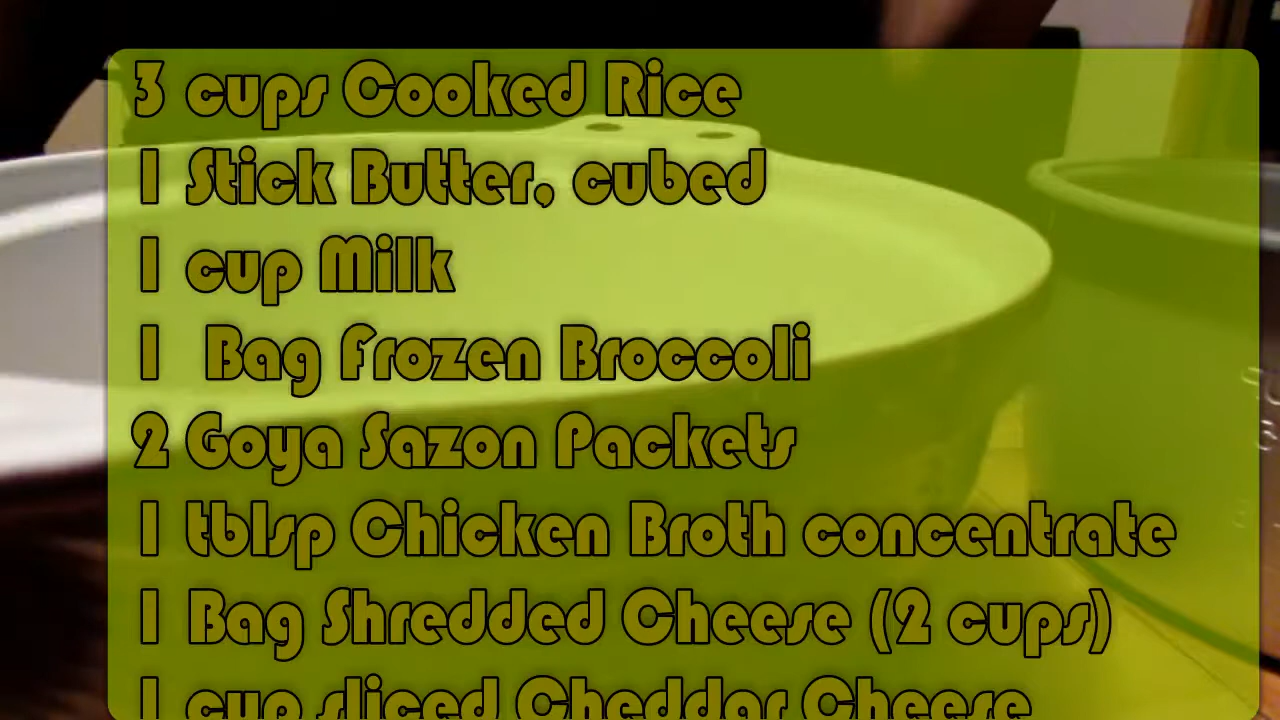 3 cups Cooked Rice
1 Stick Butter, cubed
1 cup Milk
1 Bag Frozen Broccoli
2 Goya Sazon Packets
1 tblsp Chicken Broth concentrate
1 Bag Shredded Cheese (2 cups)
1 cup sliced Cheddar Cheese